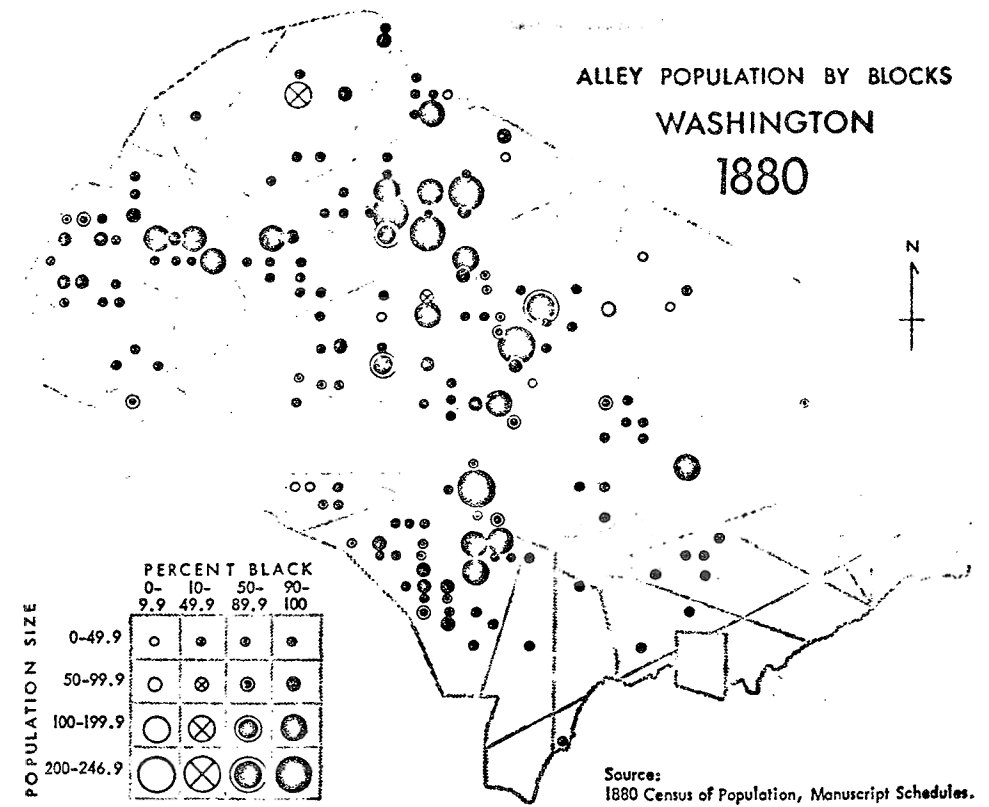 ALLEY POPULATION BY BLOCKS
WASHINGTON
1880
N
PERCENT BLACK
0- 10- 50- 90-
9.9 49.9 89.9 100
POPULATION SIZE
0-49.9
50-99.9
100-199.9
200-246.9
Source:
1880 Census of Population, Manuscript Schedules.